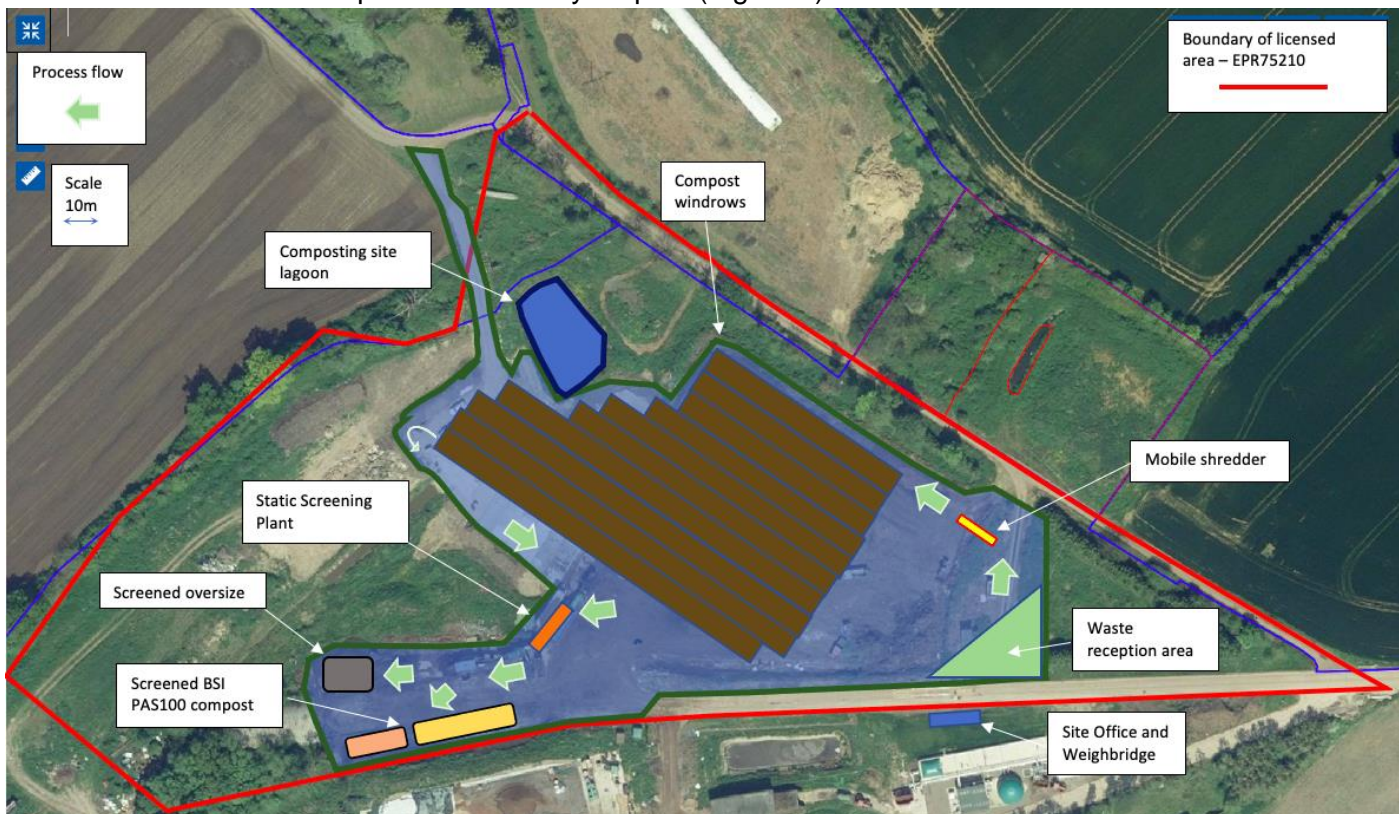 Process flow
Scale
10m
Boundary of licensed
area – EPR75210
Compost
windrows
Composting site
lagoon
Mobile shredder
Static Screening
Plant
Screened oversize
Waste
reception area
Screened BSI
PAS100 compost
Site Office and
Weighbridge